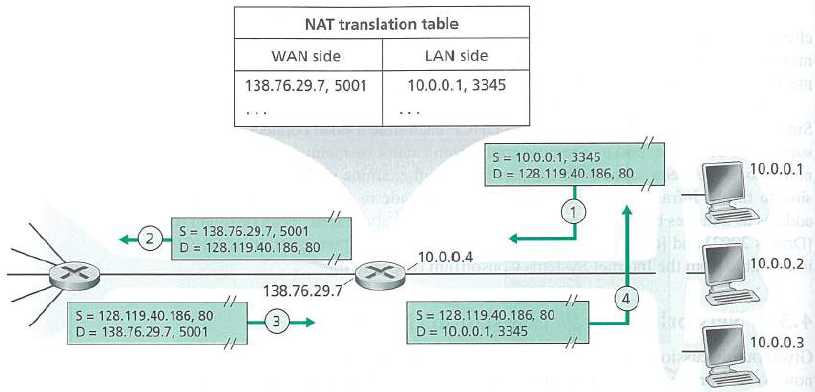 NAT translation table
WAN side LAN side
138.76.29.7, 5001 10.0.0.1, 3345
... ...
S = 10.0.0.1, 3345
D = 128.119.40.186, 80
10.0.0.1
1
S = 138.76.29.7, 5001
D = 128.119.40.186, 80
2
10.0.0.4
10.0.0.2
138.76.29.7
4
S = 128.119.40.186, 80
D = 138.76.29.7, 5001
3
S = 128.119.40.186, 80
D = 10.0.0.1, 3345
10.0.0.3